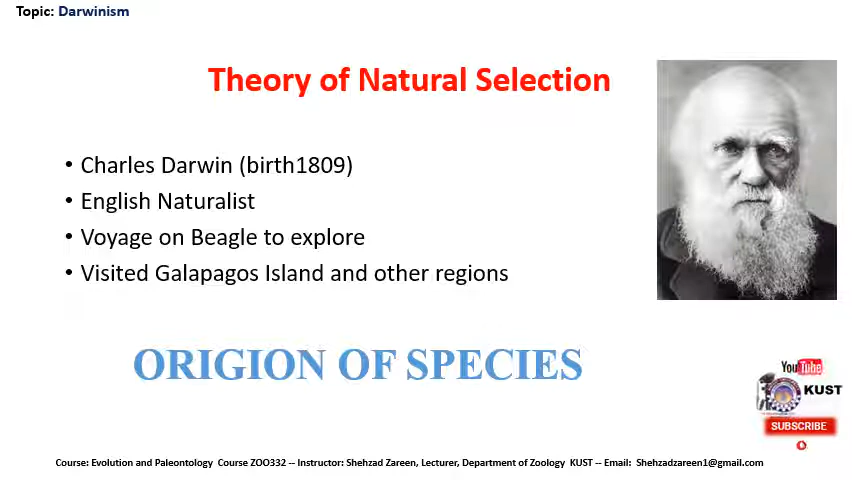 Topic: Darwinism
Theory of Natural Selection
• Charles Darwin (birth1809)
• English Naturalist
• Voyage on Beagle to explore
• Visited Galapagos Island and other regions
ORIGION OF SPECIES
YouTube
KUST
SUBSCRIBE
Course: Evolution and Paleontology Course ZOO332 -- Instructor: Shehzad Zareen, Lecturer, Department of Zoology KUST -- Email: Shehzadzareen1@gmail.com